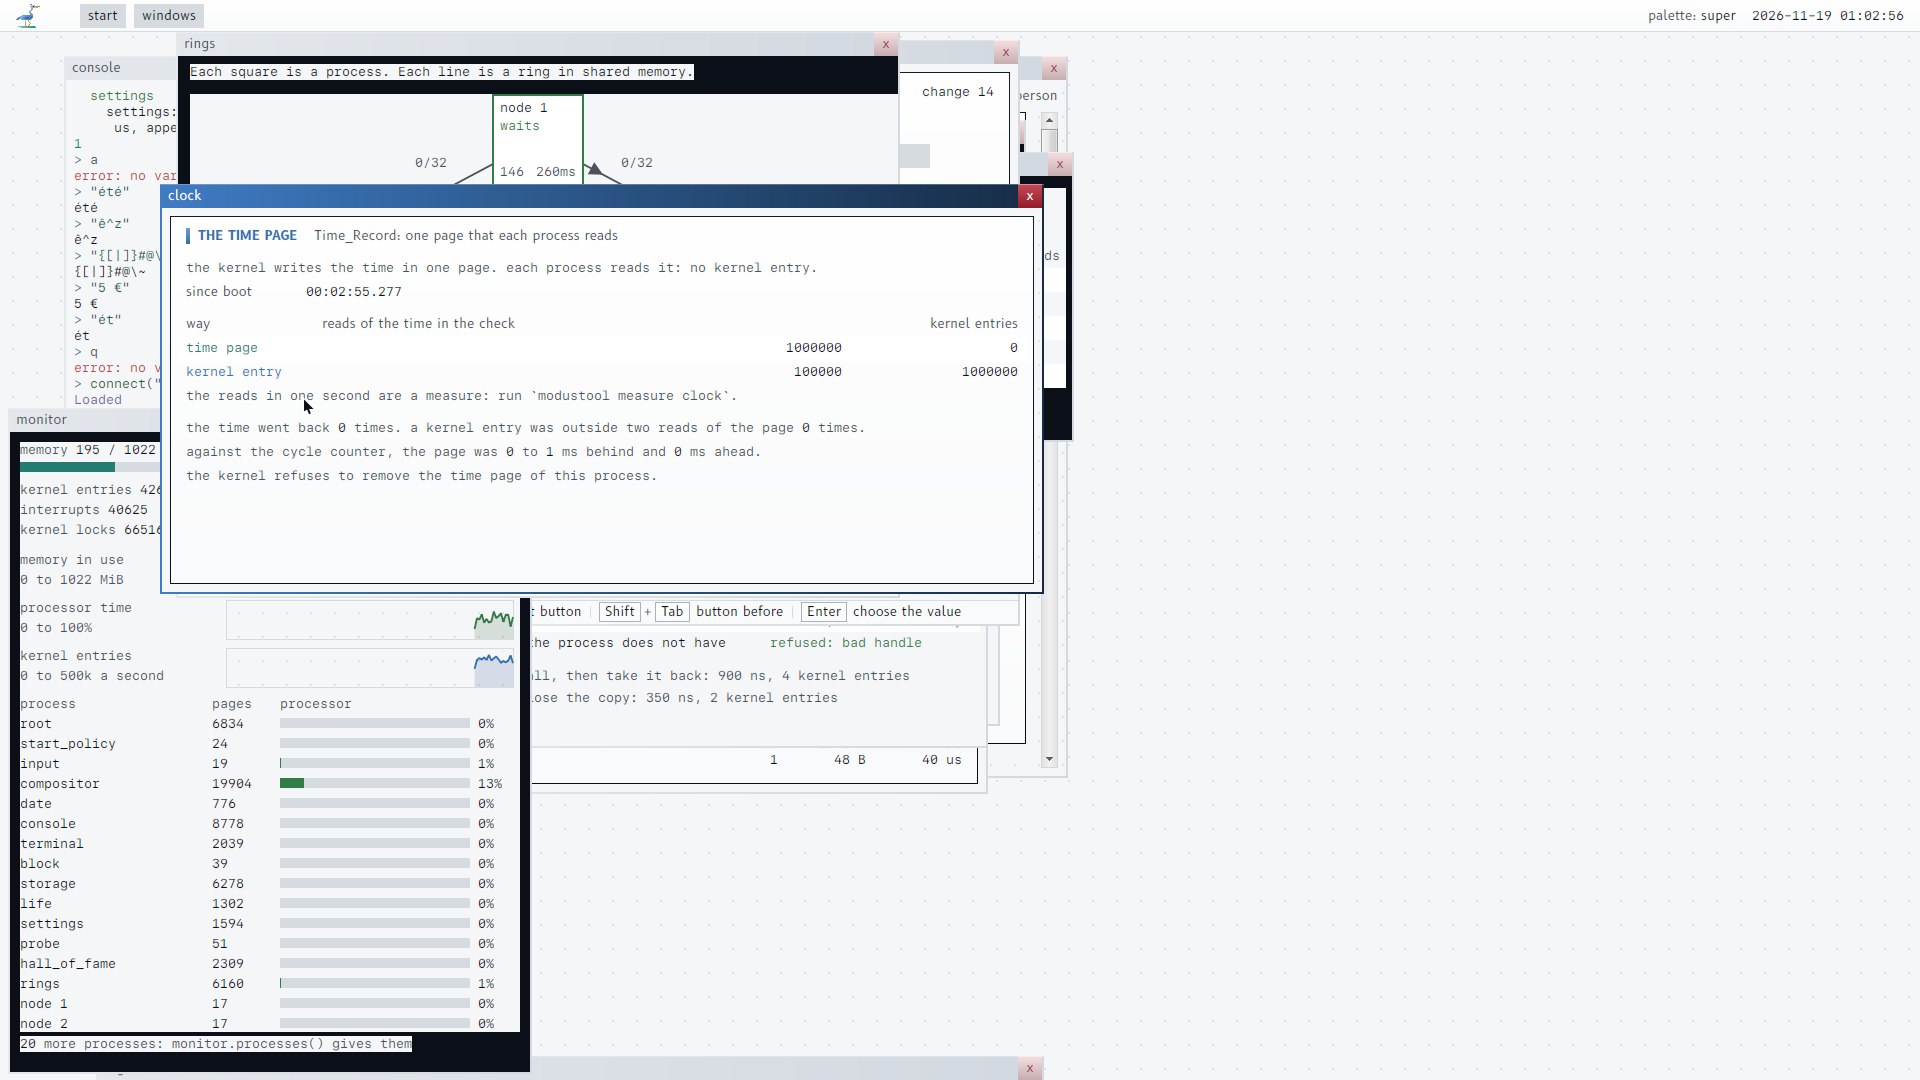 start windows palette: super 2026-11-19 01:02:56
rings x
x
console
x
Each square is a process. Each line is a ring in shared memory.
change 14
person
settings
settings:
us, appe
node 1
waits
0/32
0/32
146 260ms
1
> a
error: no var
> "été"
été
> "ê^z"
ê^z
> "{[|]}#@\
{[|]}#@\~
> "5 €"
5 €
> "ét"
ét
> q
error: no v
> connect("
Loaded
x
ds
clock x
THE TIME PAGE Time_Record: one page that each process reads
the kernel writes the time in one page. each process reads it: no kernel entry.
since boot 00:02:55.277
way reads of the time in the check kernel entries
time page 1000000 0
kernel entry 100000 1000000
the reads in one second are a measure: run `modustool measure clock`.
the time went back 0 times. a kernel entry was outside two reads of the page 0 times.
against the cycle counter, the page was 0 to 1 ms behind and 0 ms ahead.
the kernel refuses to remove the time page of this process.
monitor
memory 195 / 1022
kernel entries 426
interrupts 40625
kernel locks 66516
memory in use
0 to 1022 MiB
processor time
0 to 100%
kernel entries
0 to 500k a second
process pages processor
root 6834 0%
start_policy 24 0%
input 19 1%
compositor 19904 13%
date 776 0%
console 8778 0%
terminal 2039 0%
block 39 0%
storage 6278 0%
life 1302 0%
settings 1594 0%
probe 51 0%
hall_of_fame 2309 0%
rings 6160 1%
node 1 17 0%
node 2 17 0%
20 more processes: monitor.processes() gives them
button Shift + Tab button before Enter choose the value
the process does not have refused: bad handle
all, then take it back: 900 ns, 4 kernel entries
lose the copy: 350 ns, 2 kernel entries
1 48 B 40 us
x